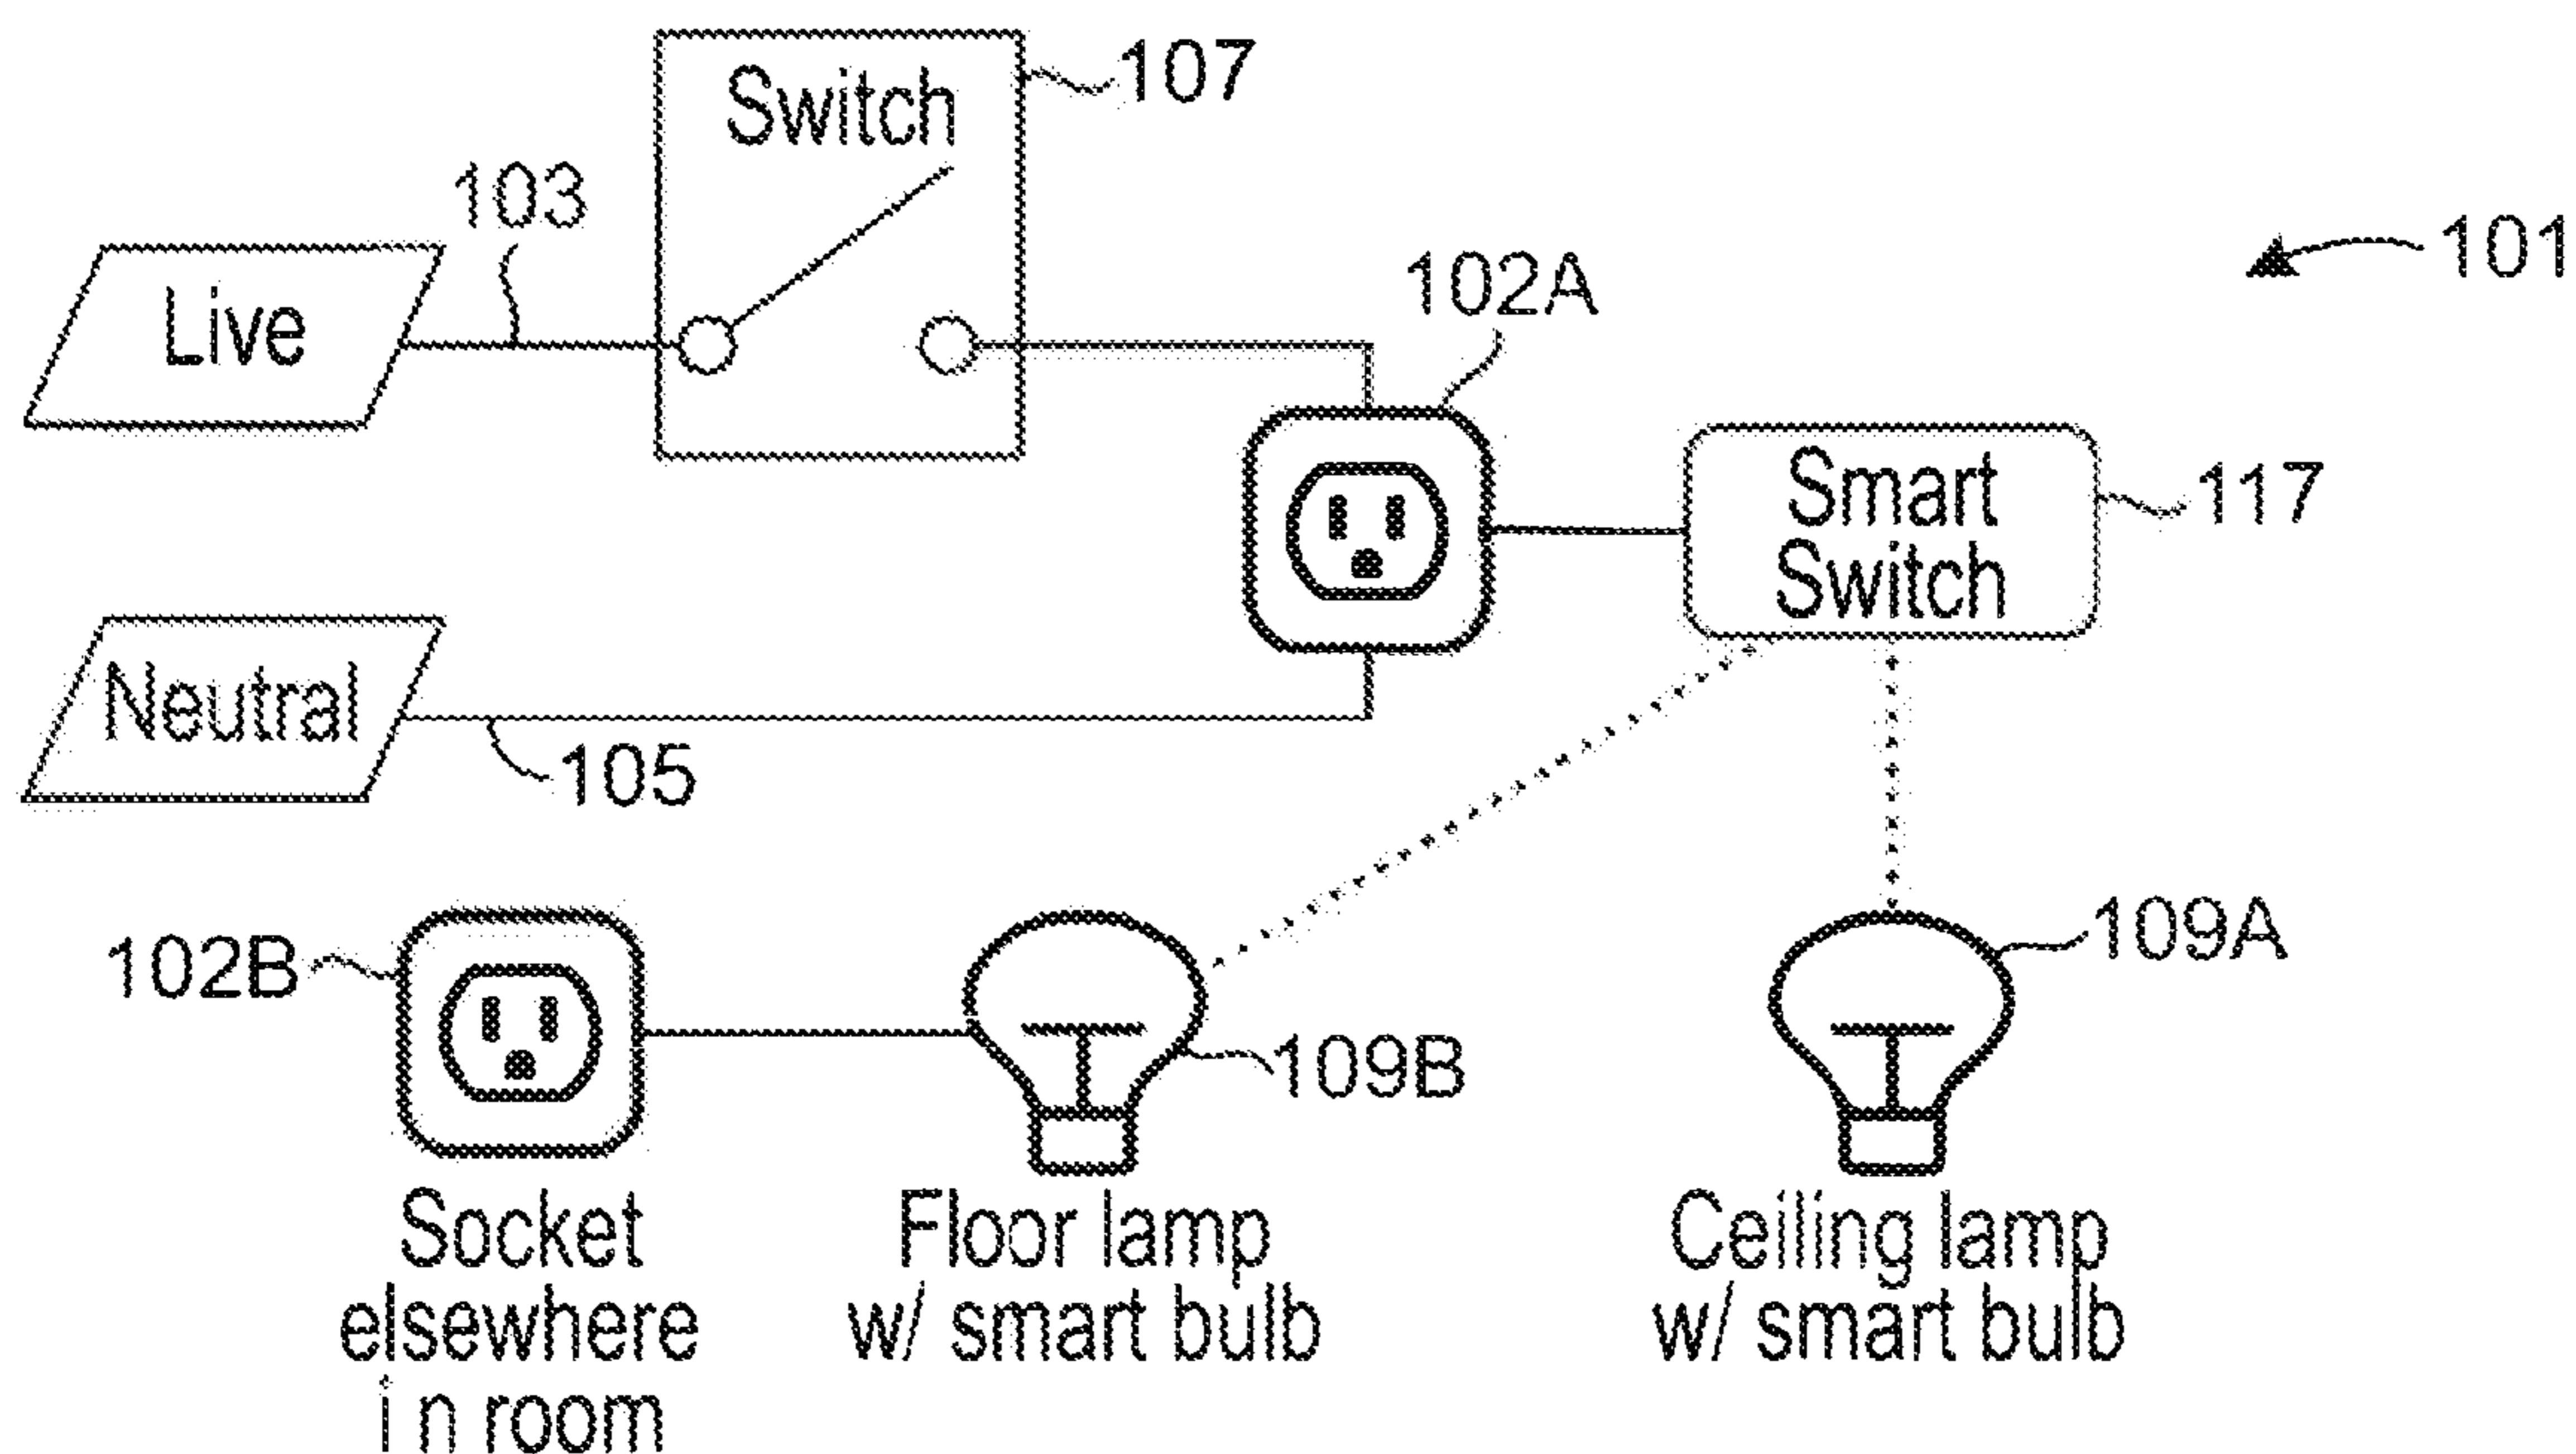 Switch
107
103
101
Live
102A
Smart
Switch
117
Neutral
105
102B
109B
109A
Socket
elsewhere
in room
Floor lamp
w/ smart bulb
Ceiling lamp
w/ smart bulb